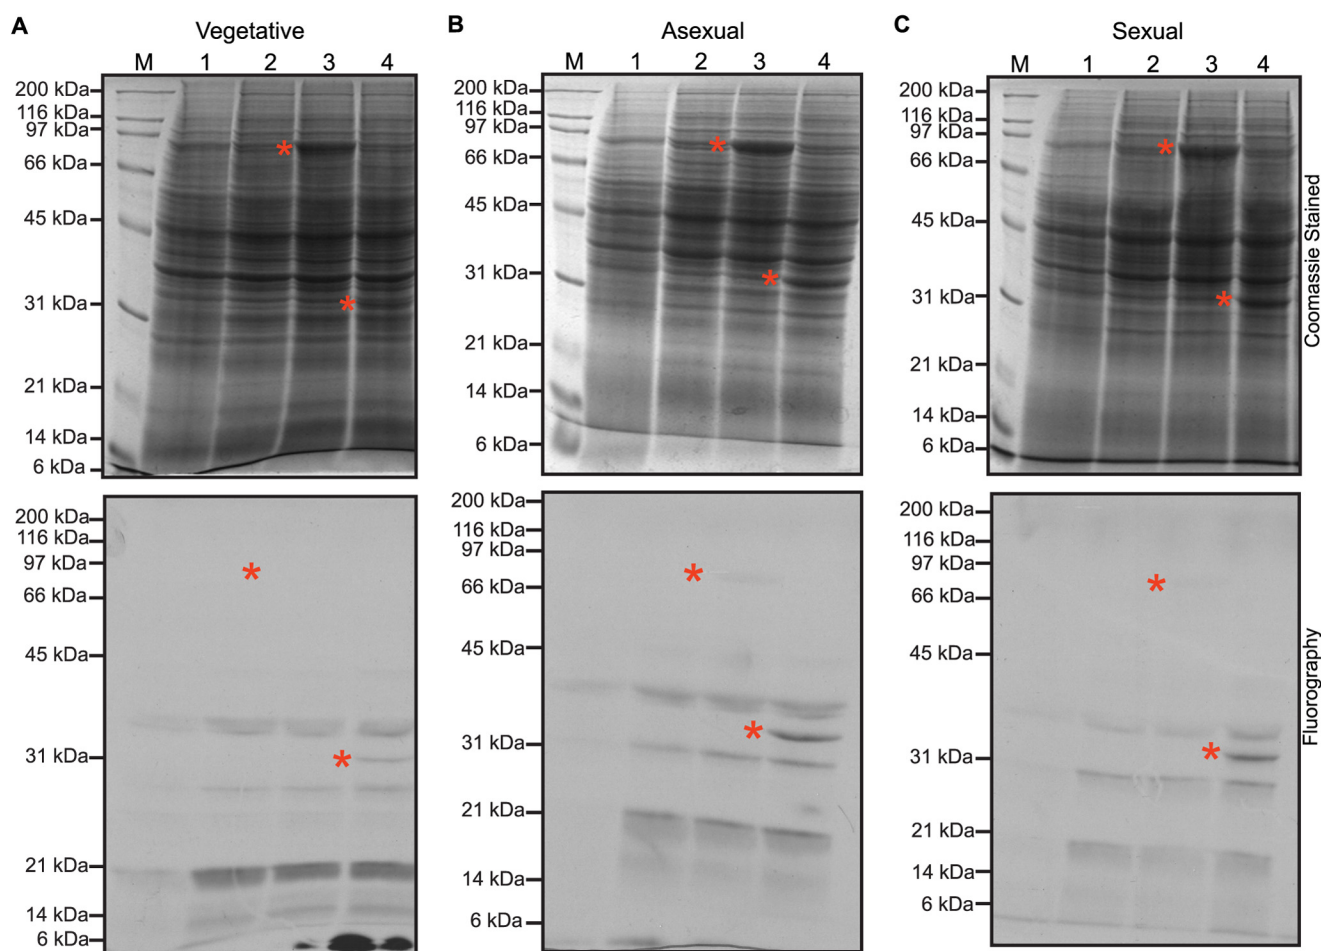 A
Vegetative
M 1 2 3 4
200 kDa
116 kDa
97 kDa
66 kDa
45 kDa
31 kDa
21 kDa
14 kDa
6 kDa
*
*
B
Asexual
M 1 2 3 4
200 kDa
116 kDa
97 kDa
66 kDa
45 kDa
31 kDa
21 kDa
14 kDa
6 kDa
*
*
C
Sexual
M 1 2 3 4
200 kDa
116 kDa
97 kDa
66 kDa
45 kDa
31 kDa
21 kDa
14 kDa
6 kDa
*
*
Coomassie Stained
200 kDa
116 kDa
97 kDa
66 kDa
45 kDa
31 kDa
21 kDa
14 kDa
6 kDa
*
*
200 kDa
116 kDa
97 kDa
66 kDa
45 kDa
31 kDa
21 kDa
14 kDa
6 kDa
*
*
200 kDa
116 kDa
97 kDa
66 kDa
45 kDa
31 kDa
21 kDa
14 kDa
6 kDa
*
*
Fluorography